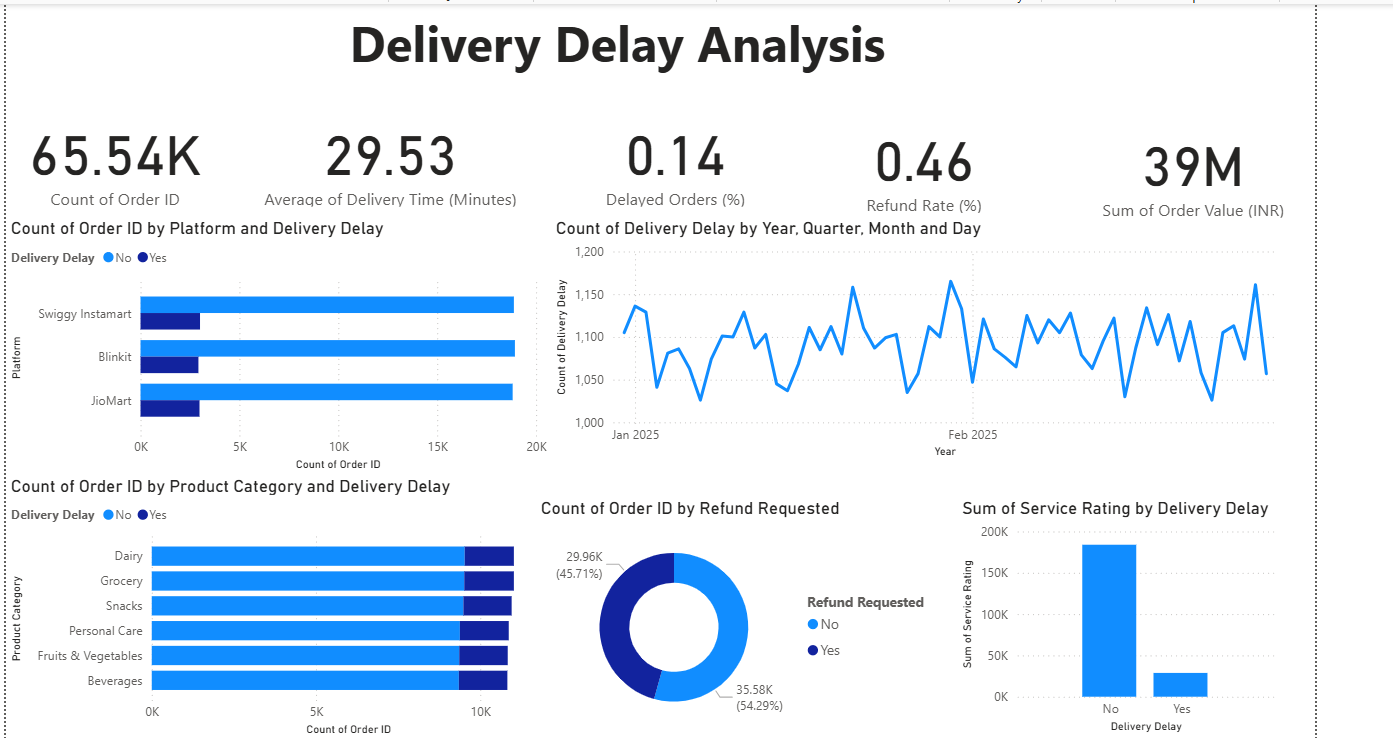 Delivery Delay Analysis
65.54K
Count of Order ID
29.53
Average of Delivery Time (Minutes)
0.14
Delayed Orders (%)
0.46
Refund Rate (%)
39M
Sum of Order Value (INR)
Count of Order ID by Platform and Delivery Delay
Delivery Delay No Yes
Platform
Swiggy Instamart
Blinkit
JioMart
0K 5K 10K 15K 20K
Count of Order ID
Count of Delivery Delay by Year, Quarter, Month and Day
Count of Delivery Delay
1,200
1,150
1,100
1,050
1,000
Jan 2025 Feb 2025
Year
Count of Order ID by Product Category and Delivery Delay
Delivery Delay No Yes
Product Category
Dairy
Grocery
Snacks
Personal Care
Fruits & Vegetables
Beverages
0K 5K 10K
Count of Order ID
Count of Order ID by Refund Requested
29.96K
(45.71%)
35.58K
(54.29%)
Refund Requested
No
Yes
Sum of Service Rating by Delivery Delay
Sum of Service Rating
200K
150K
100K
50K
0K
No Yes
Delivery Delay